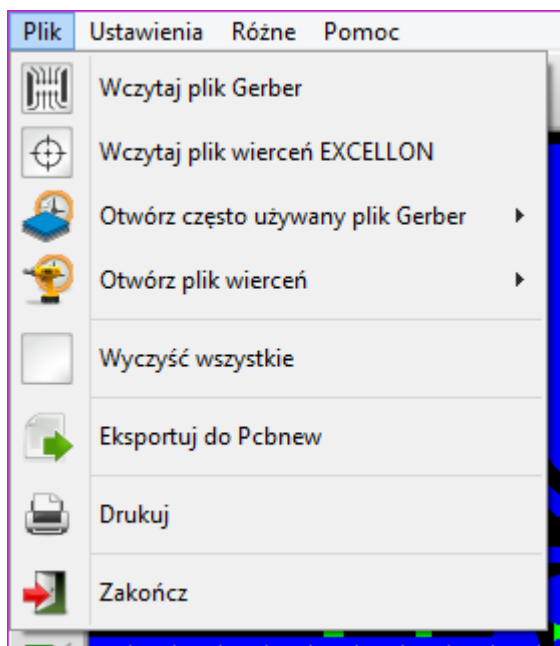 Plik Ustawienia Różne Pomoc
Wczytaj plik Gerber
Wczytaj plik wierceń EXCELLON
Otwórz często używany plik Gerber
Otwórz plik wierceń
Wyczyść wszystkie
Eksportuj do Pcbnew
Drukuj
Zakończ